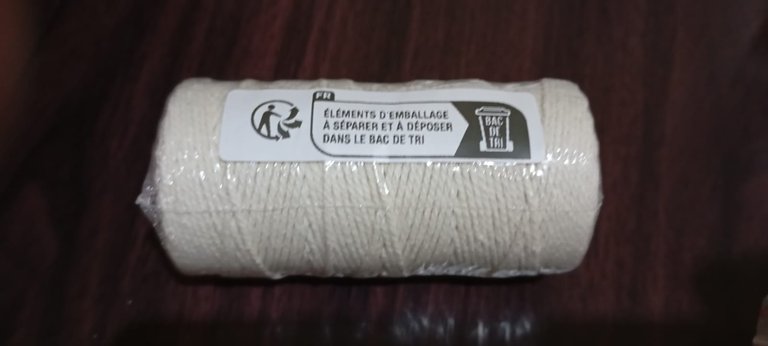 FR
ÉLÉMENTS D'EMBALLAGE
À SÉPARER ET À DÉPOSER
DANS LE BAC DE TRI
BAC
DE
TRI